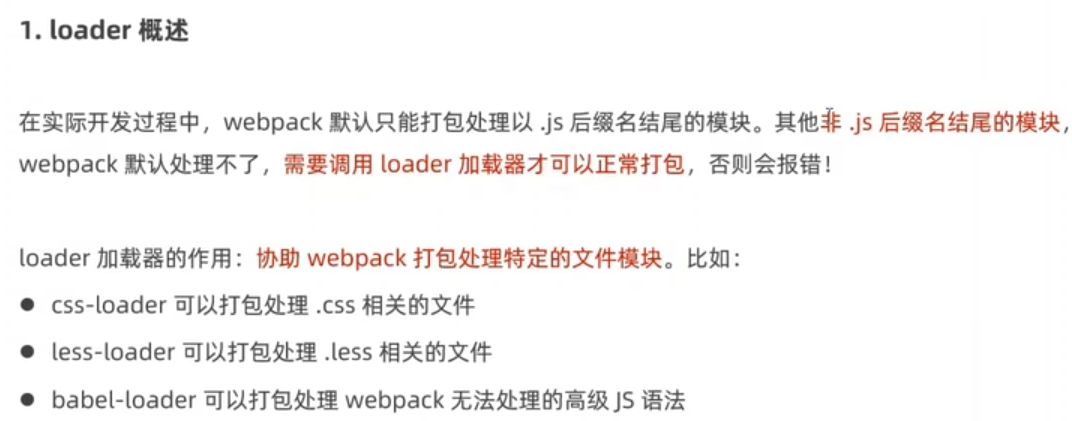 1. loader 概述
在实际开发过程中，webpack 默认只能打包处理以 .js 后缀名结尾的模块。其他非 .js 后缀名结尾的模块，
webpack 默认处理不了，需要调用 loader 加载器才可以正常打包，否则会报错！
loader 加载器的作用：协助 webpack 打包处理特定的文件模块。比如：
● css-loader 可以打包处理 .css 相关的文件
● less-loader 可以打包处理 .less 相关的文件
● babel-loader 可以打包处理 webpack 无法处理的高级 JS 语法